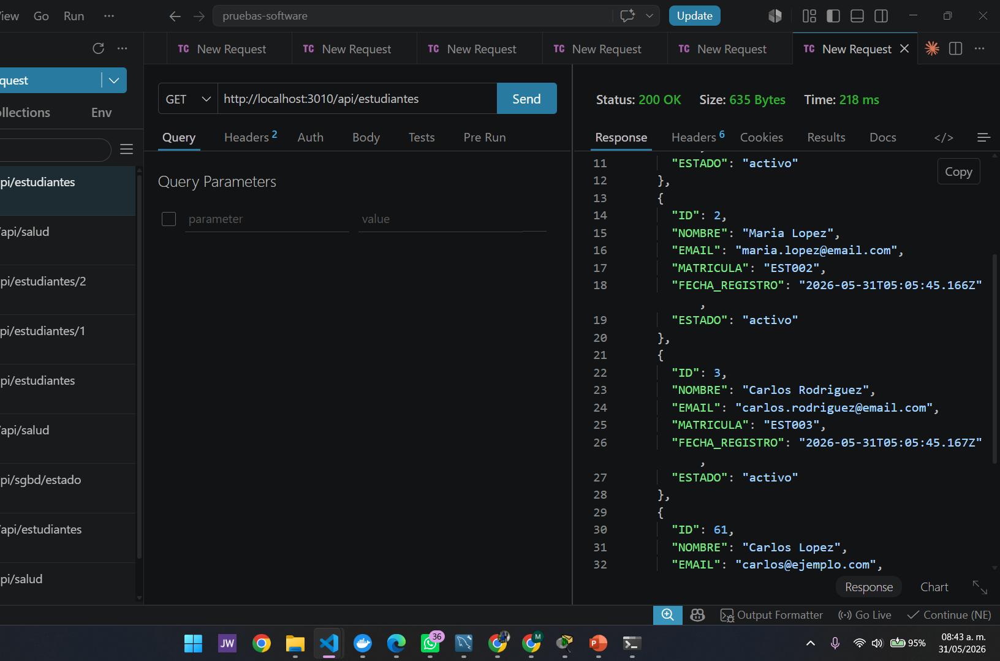 View Go Run ···
pruebas-software
Update
TC New Request
TC New Request
TC New Request
TC New Request
TC New Request
TC New Request
quest
ollections
Env
pi/estudiantes
/api/salud
pi/estudiantes/2
pi/estudiantes/1
pi/estudiantes
/api/salud
pi/sgbd/estado
/api/estudiantes
pi/salud
GET
http://localhost:3010/api/estudiantes
Send
Query Headers 2 Auth Body Tests Pre Run
Query Parameters
parameter value
Status: 200 OK Size: 635 Bytes Time: 218 ms
Response Headers 6 Cookies Results Docs </>
Copy
11 "ESTADO": "activo"
12 },
13 {
14 "ID": 2,
15 "NOMBRE": "Maria Lopez",
16 "EMAIL": "maria.lopez@email.com",
17 "MATRICULA": "EST002",
18 "FECHA_REGISTRO": "2026-05-31T05:05:45.166Z"
,
19 "ESTADO": "activo"
20 },
21 {
22 "ID": 3,
23 "NOMBRE": "Carlos Rodriguez",
24 "EMAIL": "carlos.rodriguez@email.com",
25 "MATRICULA": "EST003",
26 "FECHA_REGISTRO": "2026-05-31T05:05:45.167Z"
,
27 "ESTADO": "activo"
28 },
29 {
30 "ID": 61,
31 "NOMBRE": "Carlos Lopez",
32 "EMAIL": "carlos@ejemplo.com",
Response Chart
Output Formatter Go Live Continue (NE)
JW
36
M
P
95%
08:43 a. m.
31/05/2026